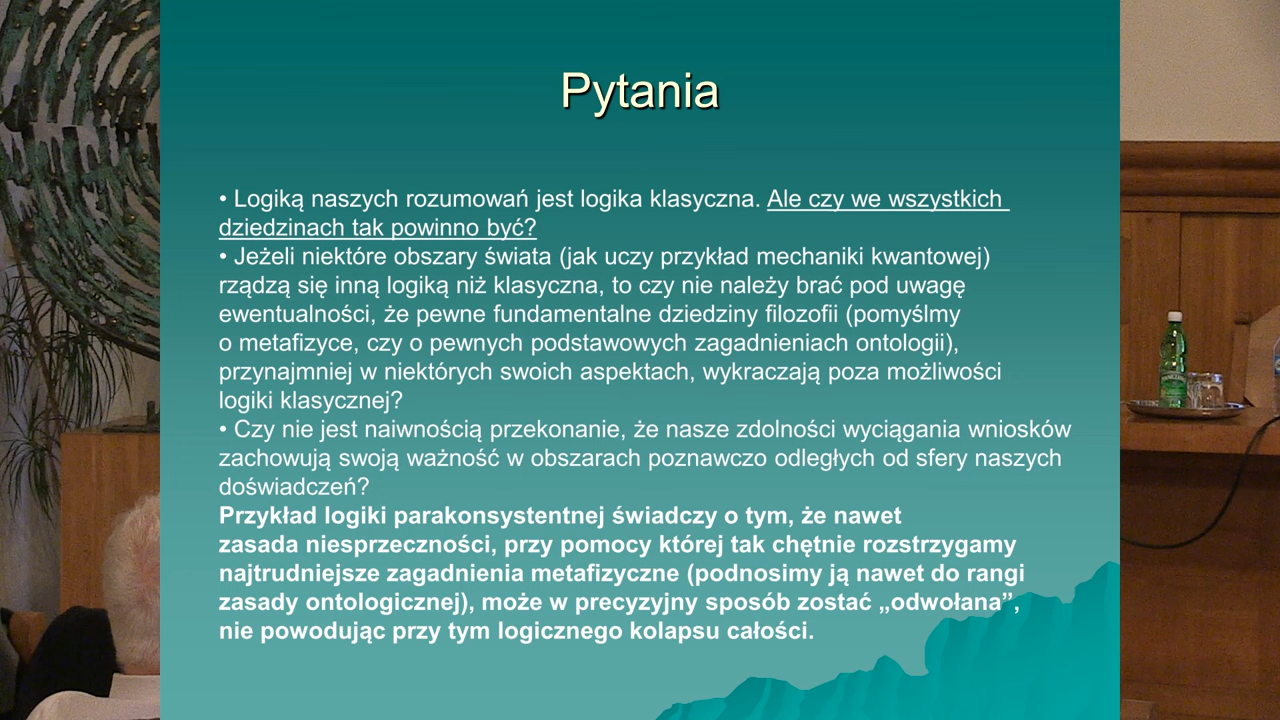 Pytania
• Logiką naszych rozumowań jest logika klasyczna. Ale czy we wszystkich
dziedzinach tak powinno być?
• Jeżeli niektóre obszary świata (jak uczy przykład mechaniki kwantowej)
rządzą się inną logiką niż klasyczna, to czy nie należy brać pod uwagę
ewentualności, że pewne fundamentalne dziedziny filozofii (pomyślmy
o metafizyce, czy o pewnych podstawowych zagadnieniach ontologii),
przynajmniej w niektórych swoich aspektach, wykraczają poza możliwości
logiki klasycznej?
• Czy nie jest naiwnością przekonanie, że nasze zdolności wyciągania wniosków
zachowują swoją ważność w obszarach poznawczo odległych od sfery naszych
doświadczeń?
Przykład logiki parakonsystentnej świadczy o tym, że nawet
zasada niesprzeczności, przy pomocy której tak chętnie rozstrzygamy
najtrudniejsze zagadnienia metafizyczne (podnosimy ją nawet do rangi
zasady ontologicznej), może w precyzyjny sposób zostać „odwołana”,
nie powodując przy tym logicznego kolapsu całości.